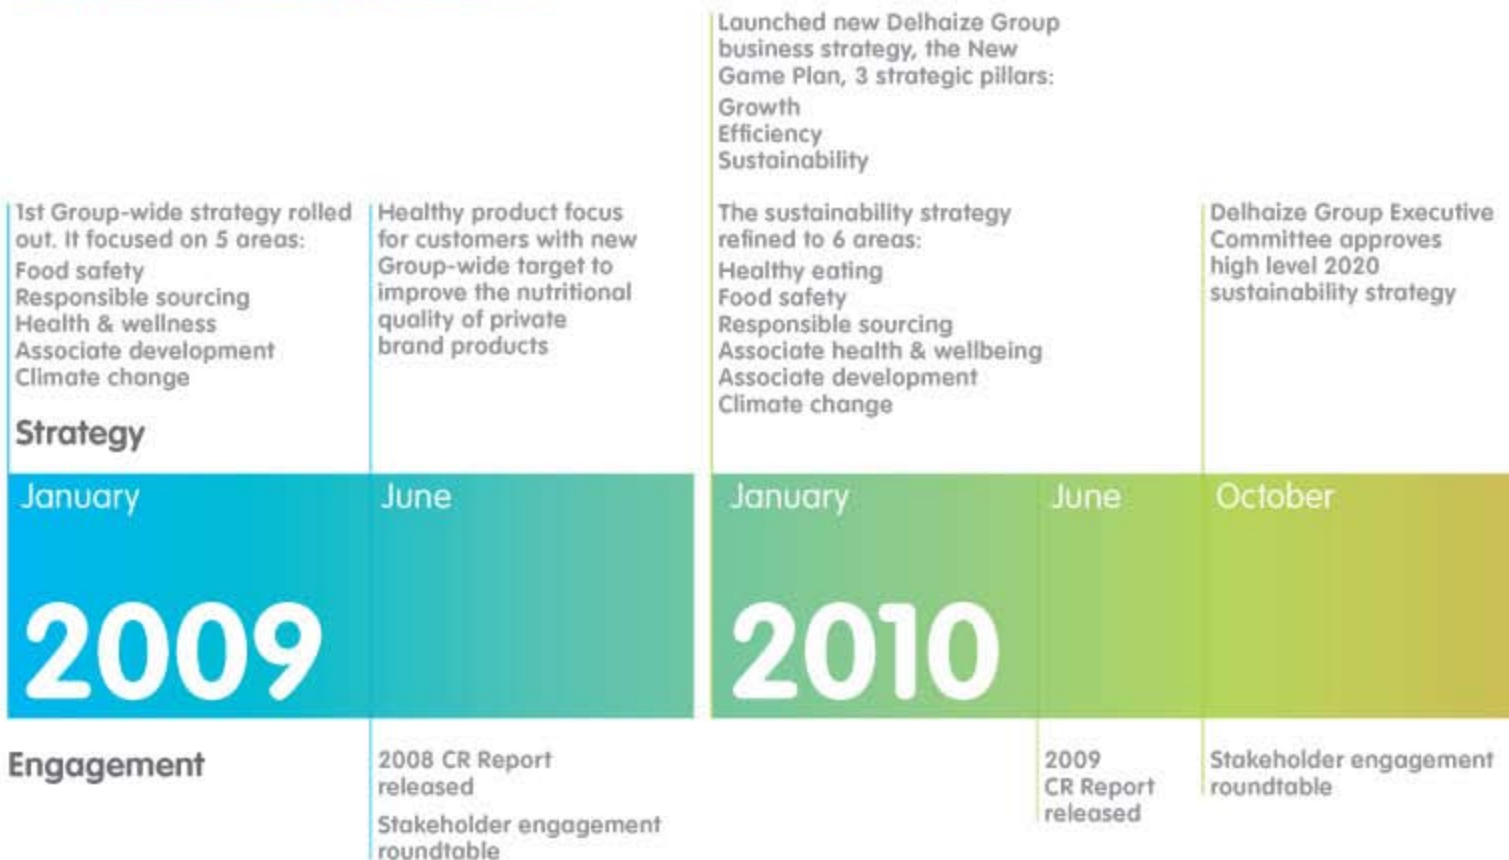 Launched new Delhaize Group
business strategy, the New
Game Plan, 3 strategic pillars:
Growth
Efficiency
Sustainability
1st Group-wide strategy rolled
out. It focused on 5 areas:
Food safety
Responsible sourcing
Health & wellness
Associate development
Climate change
Healthy product focus
for customers with new
Group-wide target to
improve the nutritional
quality of private
brand products
The sustainability strategy
refined to 6 areas:
Healthy eating
Food safety
Responsible sourcing
Associate health & wellbeing
Associate development
Climate change
Delhaize Group Executive
Committee approves
high level 2020
sustainability strategy
Strategy
January
June
January
June
October
2009
2010
Engagement
2008 CR Report
released
Stakeholder engagement
roundtable
2009
CR Report
released
Stakeholder engagement
roundtable